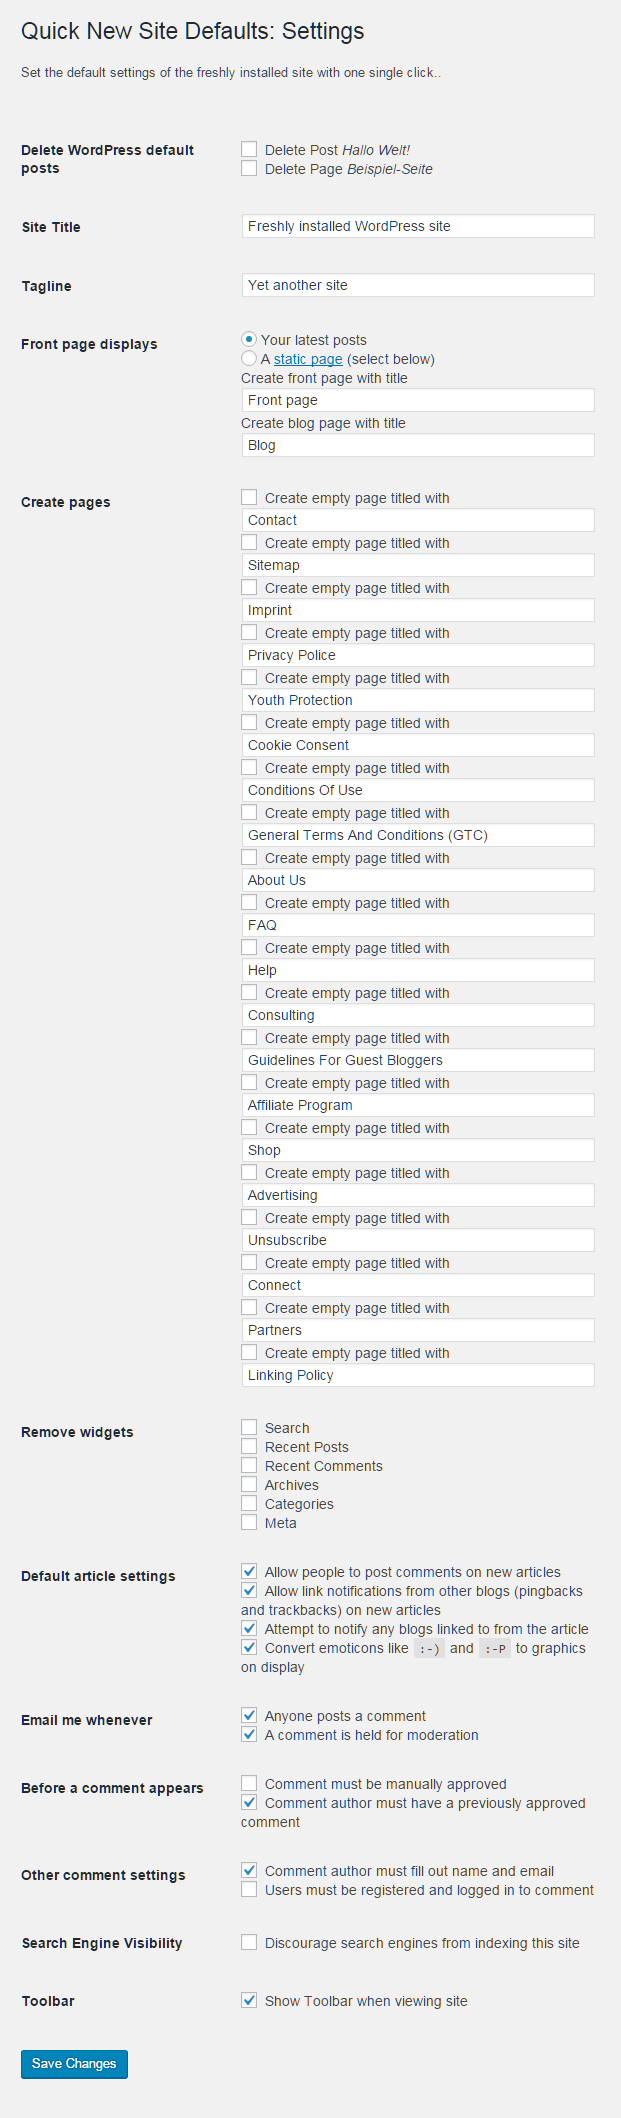 Quick New Site Defaults: Settings
Set the default settings of the freshly installed site with one single click..
Delete WordPress default
posts
Delete Post Hallo Welt!
Delete Page Beispiel-Seite
Site Title
Freshly installed WordPress site
Tagline
Yet another site
Front page displays
Your latest posts
A static page (select below)
Create front page with title
Front page
Create blog page with title
Blog
Create pages
Create empty page titled with
Contact
Create empty page titled with
Sitemap
Create empty page titled with
Imprint
Create empty page titled with
Privacy Police
Create empty page titled with
Youth Protection
Create empty page titled with
Cookie Consent
Create empty page titled with
Conditions Of Use
Create empty page titled with
General Terms And Conditions (GTC)
Create empty page titled with
About Us
Create empty page titled with
FAQ
Create empty page titled with
Help
Create empty page titled with
Consulting
Create empty page titled with
Guidelines For Guest Bloggers
Create empty page titled with
Affiliate Program
Create empty page titled with
Shop
Create empty page titled with
Advertising
Create empty page titled with
Unsubscribe
Create empty page titled with
Connect
Create empty page titled with
Partners
Create empty page titled with
Linking Policy
Remove widgets
Search
Recent Posts
Recent Comments
Archives
Categories
Meta
Default article settings
Allow people to post comments on new articles
Allow link notifications from other blogs (pingbacks
and trackbacks) on new articles
Attempt to notify any blogs linked to from the article
Convert emoticons like :-) and :-P to graphics
on display
Email me whenever
Anyone posts a comment
A comment is held for moderation
Before a comment appears
Comment must be manually approved
Comment author must have a previously approved
comment
Other comment settings
Comment author must fill out name and email
Users must be registered and logged in to comment
Search Engine Visibility
Discourage search engines from indexing this site
Toolbar
Show Toolbar when viewing site
Save Changes